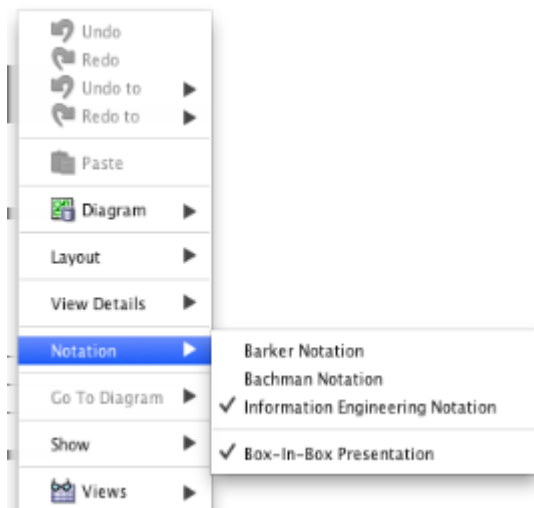 Undo
Redo
Undo to
Redo to
Paste
Diagram
Layout
View Details
Notation
Barker Notation
Bachman Notation
Information Engineering Notation
Box-In-Box Presentation
Go To Diagram
Show
Views